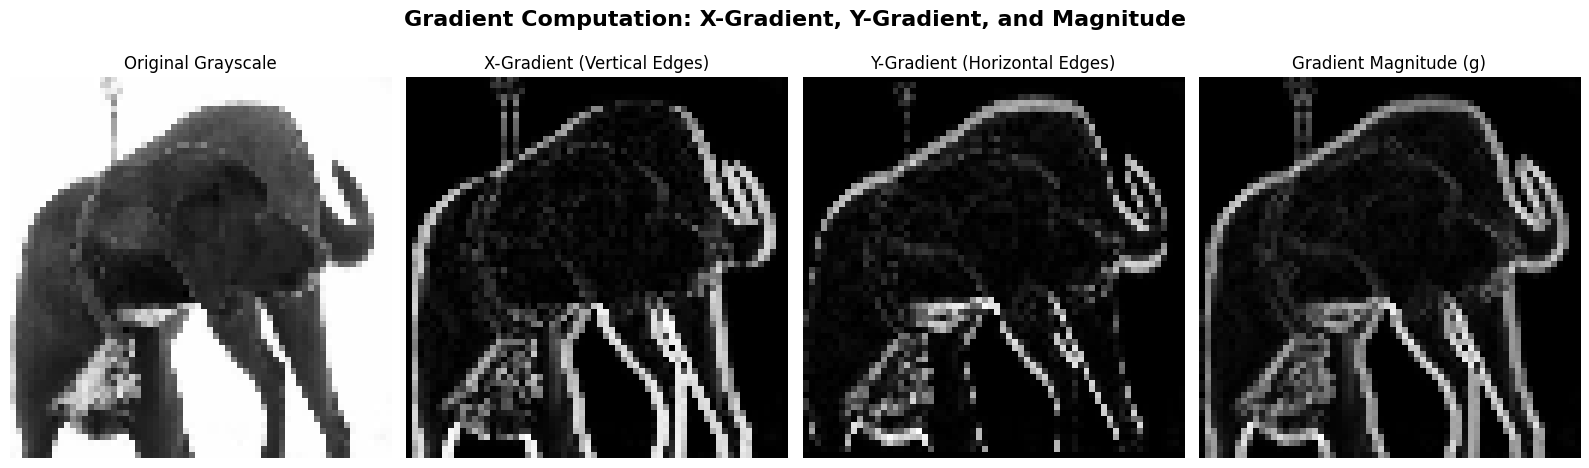 Gradient Computation: X-Gradient, Y-Gradient, and Magnitude
Original Grayscale
X-Gradient (Vertical Edges)
Y-Gradient (Horizontal Edges)
Gradient Magnitude (g)